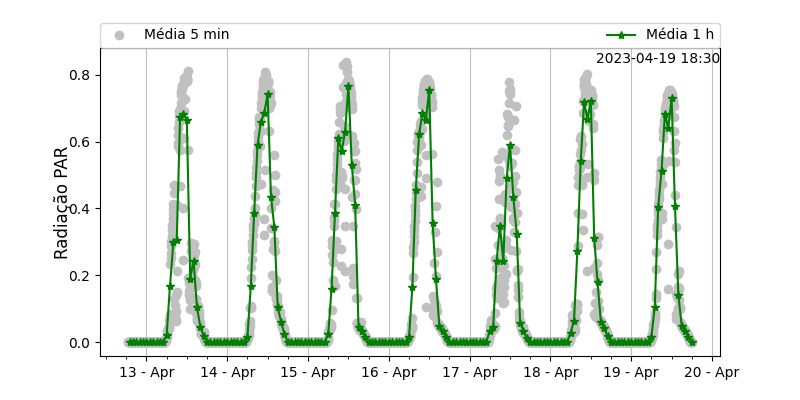 Média 5 min
Média 1 h
2023-04-19 18:30
Radiação PAR
0.8
0.6
0.4
0.2
0.0
13 - Apr
14 - Apr
15 - Apr
16 - Apr
17 - Apr
18 - Apr
19 - Apr
20 - Apr